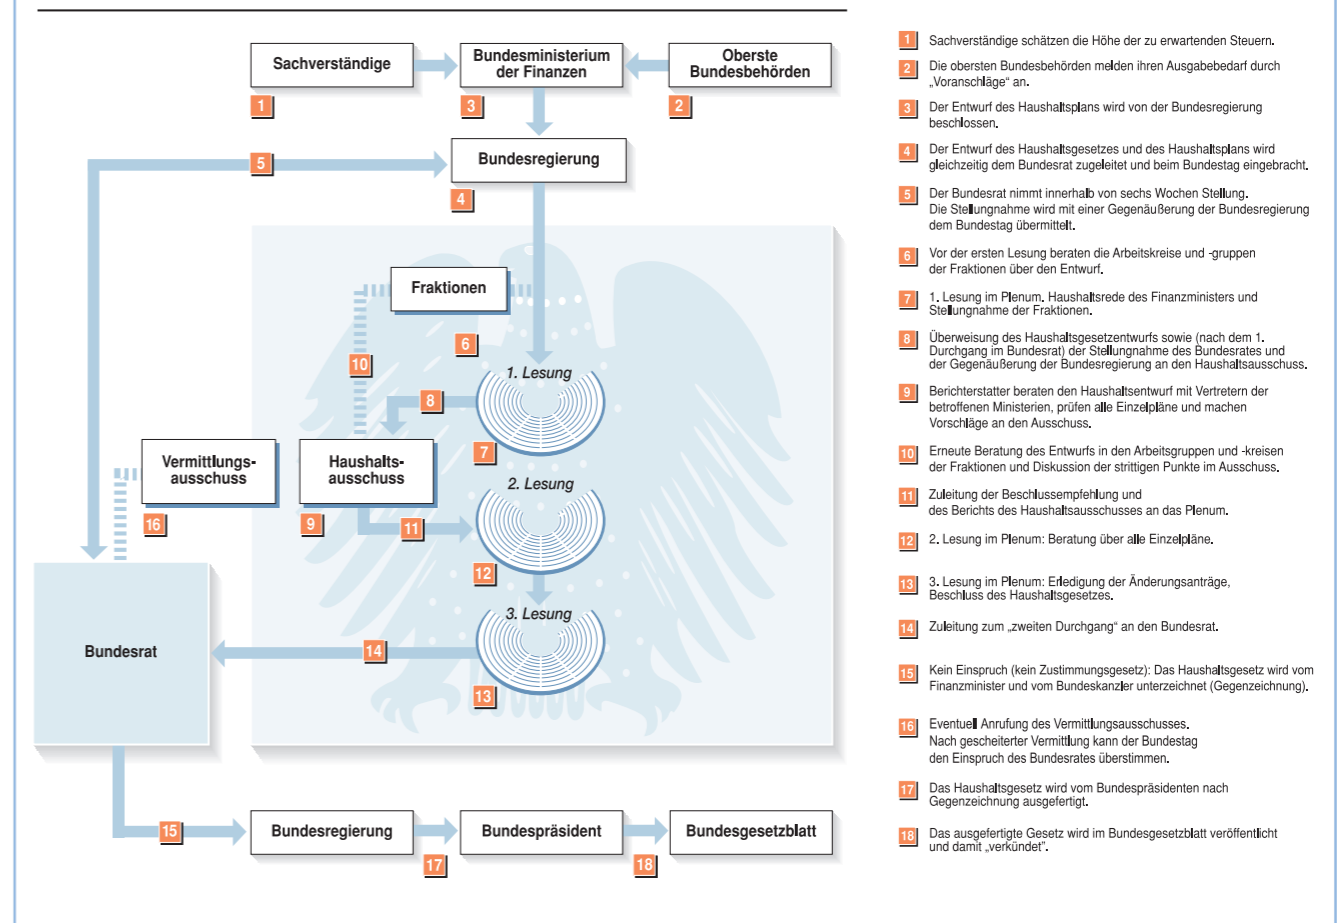 Sachverständige
Bundesministerium
der Finanzen
Oberste
Bundesbehörden
1
3
2
5
Bundesregierung
4
Fraktionen
6
10
1. Lesung
8
7
Vermittlungs-
ausschuss
Haushalts-
ausschuss
2. Lesung
16
9
11
12
3. Lesung
Bundesrat
14
13
15
Bundesregierung
Bundespräsident
Bundesgesetzblatt
17
18
1 Sachverständige schätzen die Höhe der zu erwartenden Steuern.
2 Die obersten Bundesbehörden melden ihren Ausgabebedarf durch
„Voranschläge“ an.
3 Der Entwurf des Haushaltsplans wird von der Bundesregierung
beschlossen.
4 Der Entwurf des Haushaltsgesetzes und des Haushaltsplans wird
gleichzeitig dem Bundesrat zugeleitet und beim Bundestag eingebracht.
5 Der Bundesrat nimmt innerhalb von sechs Wochen Stellung.
Die Stellungnahme wird mit einer Gegenäußerung der Bundesregierung
dem Bundestag übermittelt.
6 Vor der ersten Lesung beraten die Arbeitskreise und -gruppen
der Fraktionen über den Entwurf.
7 1. Lesung im Plenum. Haushaltsrede des Finanzministers und
Stellungnahme der Fraktionen.
8 Überweisung des Haushaltsgesetzentwurfs sowie (nach dem 1.
Durchgang im Bundesrat) der Stellungnahme des Bundesrates und
der Gegenäußerung der Bundesregierung an den Haushaltsausschuss.
9 Berichterstatter beraten den Haushaltsentwurf mit Vertretern der
betroffenen Ministerien, prüfen alle Einzelpläne und machen
Vorschläge an den Ausschuss.
10 Erneute Beratung des Entwurfs in den Arbeitsgruppen und -kreisen
der Fraktionen und Diskussion der strittigen Punkte im Ausschuss.
11 Zuleitung der Beschlussempfehlung und
des Berichts des Haushaltsausschusses an das Plenum.
12 2. Lesung im Plenum: Beratung über alle Einzelpläne.
13 3. Lesung im Plenum: Erledigung der Änderungsanträge,
Beschluss des Haushaltsgesetzes.
14 Zuleitung zum „zweiten Durchgang“ an den Bundesrat.
15 Kein Einspruch (kein Zustimmungsgesetz): Das Haushaltsgesetz wird vom
Finanzminister und vom Bundeskanzler unterzeichnet (Gegenzeichnung).
16 Eventuell Anrufung des Vermittlungsausschusses.
Nach gescheiterter Vermittlung kann der Bundestag
den Einspruch des Bundesrates überstimmen.
17 Das Haushaltsgesetz wird vom Bundespräsidenten nach
Gegenzeichnung ausgefertigt.
18 Das ausgefertigte Gesetz wird im Bundesgesetzblatt veröffentlicht
und damit „verkündet“.